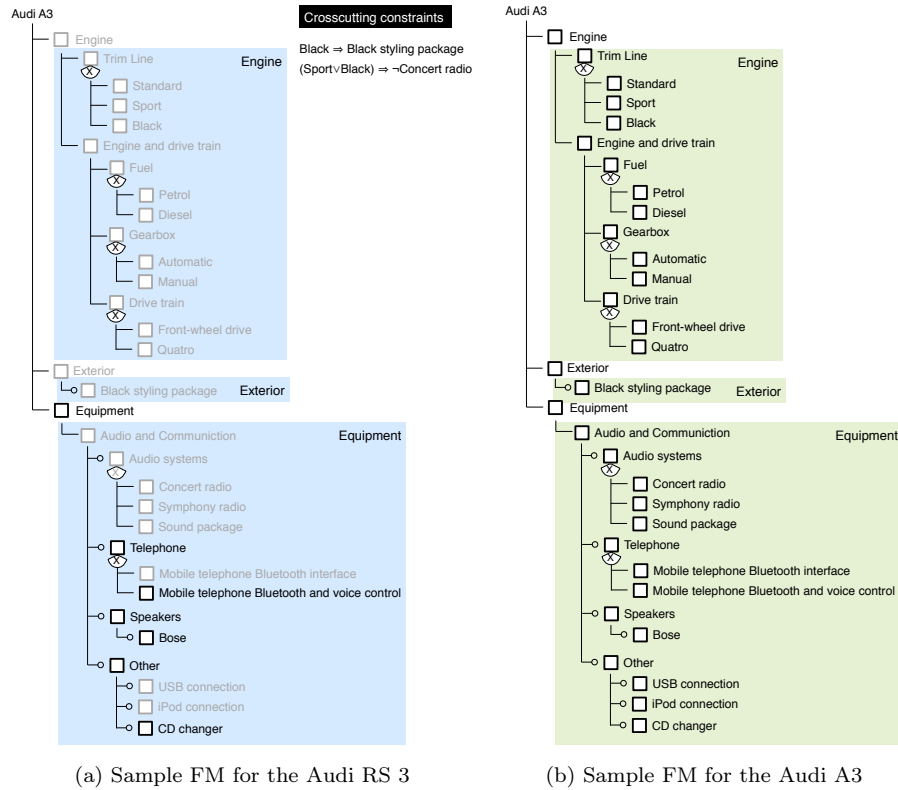 Audi A3
Engine
Engine
Trim Line
X
Standard
Sport
Black
Engine and drive train
Fuel
X
Petrol
Diesel
Gearbox
X
Automatic
Manual
Drive train
X
Front-wheel drive
Quatro
Exterior
Black styling package
Exterior
Equipment
Equipment
Audio and Communiction
Audio systems
X
Concert radio
Symphony radio
Sound package
Telephone
X
Mobile telephone Bluetooth interface
Mobile telephone Bluetooth and voice control
Speakers
Bose
Other
USB connection
iPod connection
CD changer
(a) Sample FM for the Audi RS 3
Crosscutting constraints
Black ⇒ Black styling package
(Sport∨Black) ⇒ ¬Concert radio
Audi A3
Engine
Engine
Trim Line
X
Standard
Sport
Black
Engine and drive train
Fuel
X
Petrol
Diesel
Gearbox
X
Automatic
Manual
Drive train
X
Front-wheel drive
Quatro
Exterior
Black styling package
Exterior
Equipment
Equipment
Audio and Communiction
Audio systems
X
Concert radio
Symphony radio
Sound package
Telephone
X
Mobile telephone Bluetooth interface
Mobile telephone Bluetooth and voice control
Speakers
Bose
Other
USB connection
iPod connection
CD changer
(b) Sample FM for the Audi A3